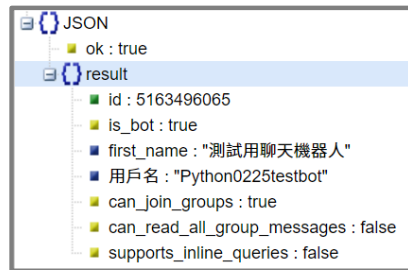 JSON
ok : true
result
id : 5163496065
is_bot : true
first_name : "測試用聊天機器人"
用戶名 : "Python0225testbot"
can_join_groups : true
can_read_all_group_messages : false
supports_inline_queries : false